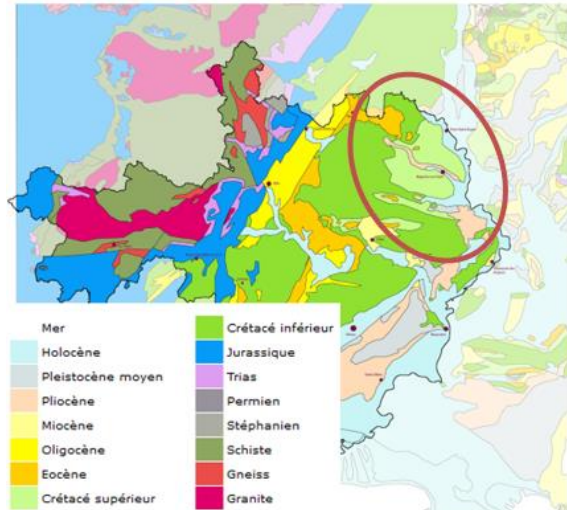 Mer
Holocène
Pleistocène moyen
Pliocène
Miocène
Oligocène
Eocène
Crétacé supérieur
Crétacé inférieur
Jurassique
Trias
Permien
Stéphanien
Schiste
Gneiss
Granite